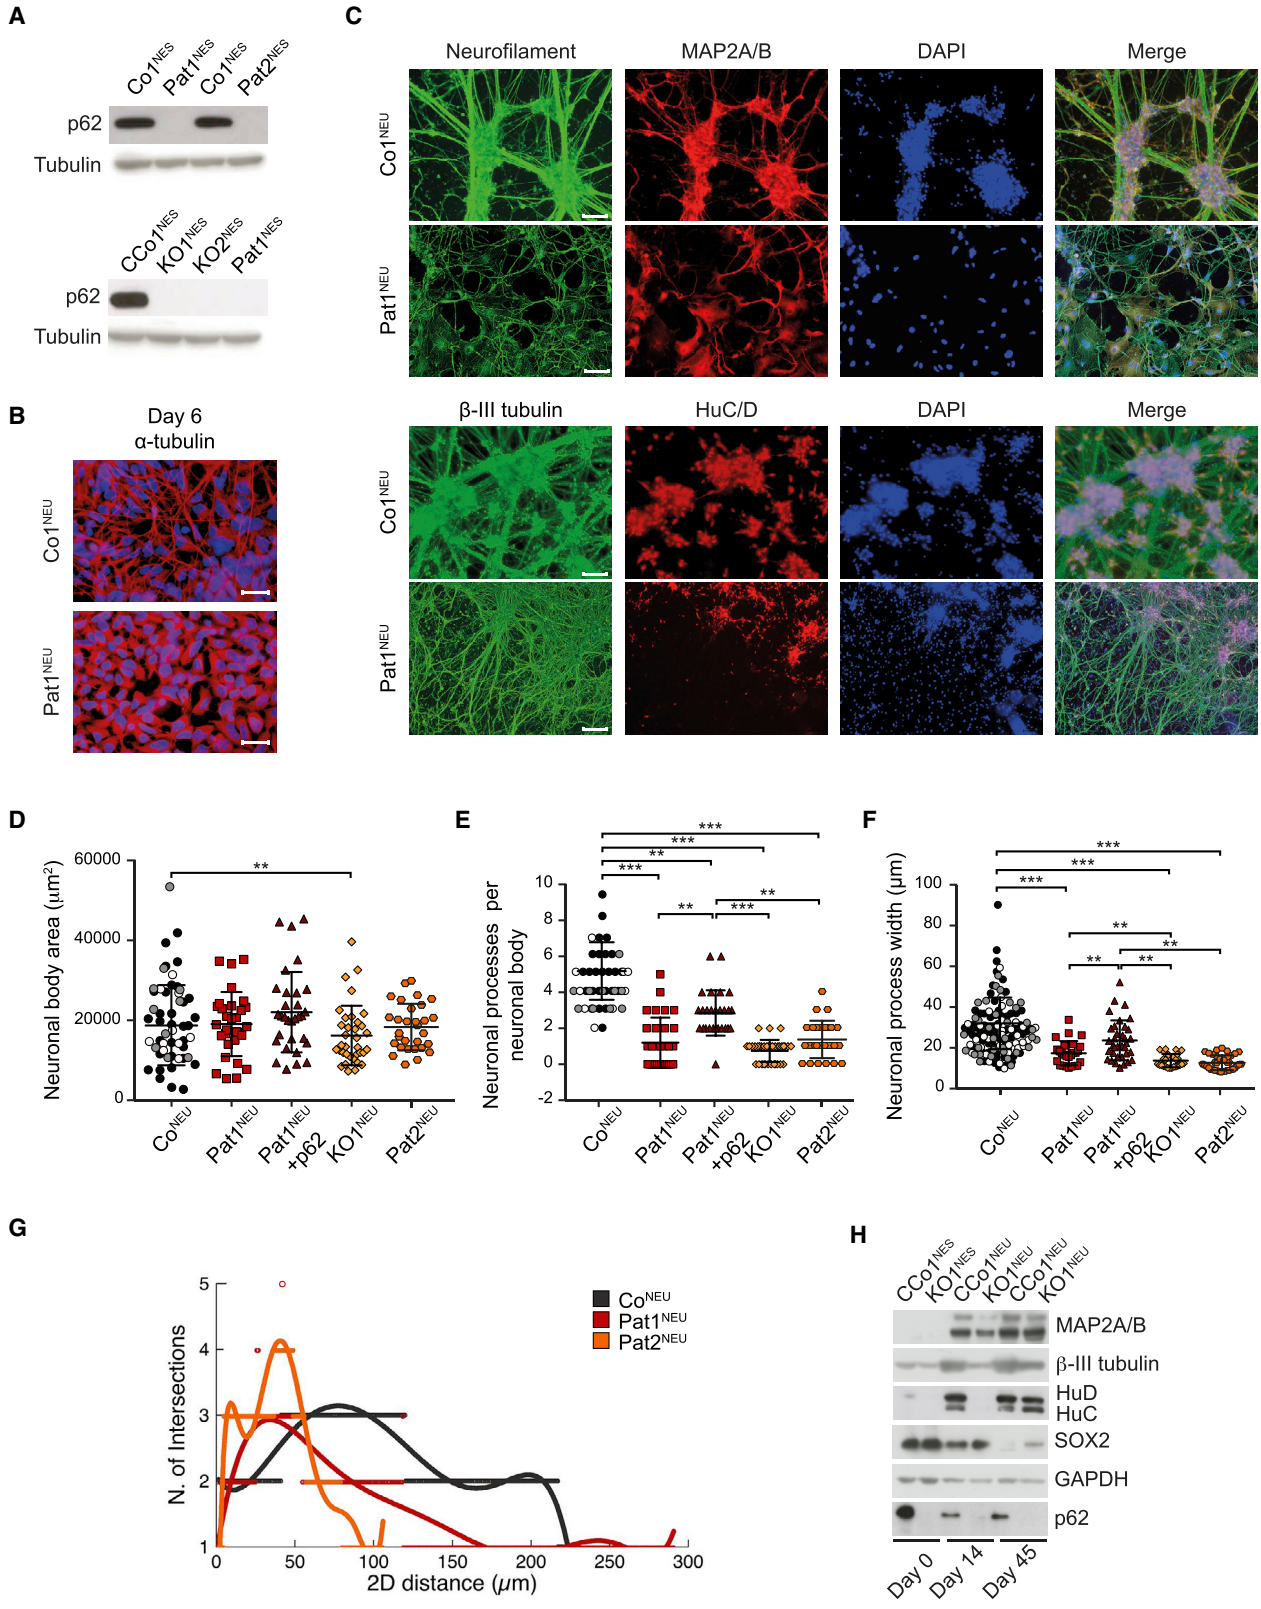 A
Co1NES Pat1NES Co1NES Pat2NES
p62
Tubulin
CCo1NES KO1NES KO2NES Pat1NES
p62
Tubulin
B
Day 6
α-tubulin
Co1NEU
Pat1NEU
C
Neurofilament MAP2A/B DAPI Merge
Co1NEU
Pat1NEU
β-III tubulin HuC/D DAPI Merge
Co1NEU
Pat1NEU
D
Neuronal body area (µm2)
60000
40000
20000
0
**
CoNEU Pat1NEU Pat1NEU +p62 KO1NEU Pat2NEU
E
Neuronal processes per
neuronal body
10
8
6
4
2
0
-2
***
***
**
***
**
** ***
CoNEU Pat1NEU Pat1NEU +p62 KO1NEU Pat2NEU
F
Neuronal process width (µm)
100
80
60
40
20
0
***
***
***
**
**
** **
CoNEU Pat1NEU Pat1NEU +p62 KO1NEU Pat2NEU
G
N. of Intersections
5
4
3
2
1
0 50 100 150 200 250 300
2D distance (µm)
CoNEU
Pat1NEU
Pat2NEU
H
CCo1NES KO1NES CCo1NEU KO1NEU CCo1NEU KO1NEU
MAP2A/B
β-III tubulin
HuD
HuC
SOX2
GAPDH
p62
Day 0 Day 14 Day 45